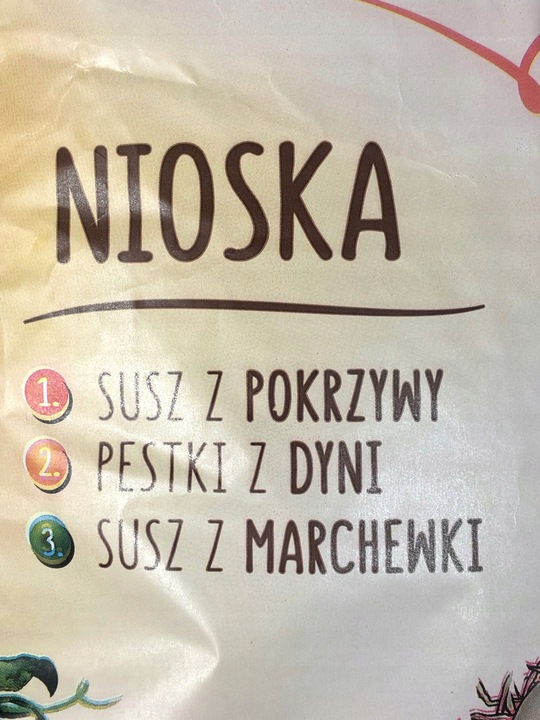 NIOSKA
1. SUSZ Z POKRZYWY
2. PESTKI Z DYNI
3. SUSZ Z MARCHEWKI